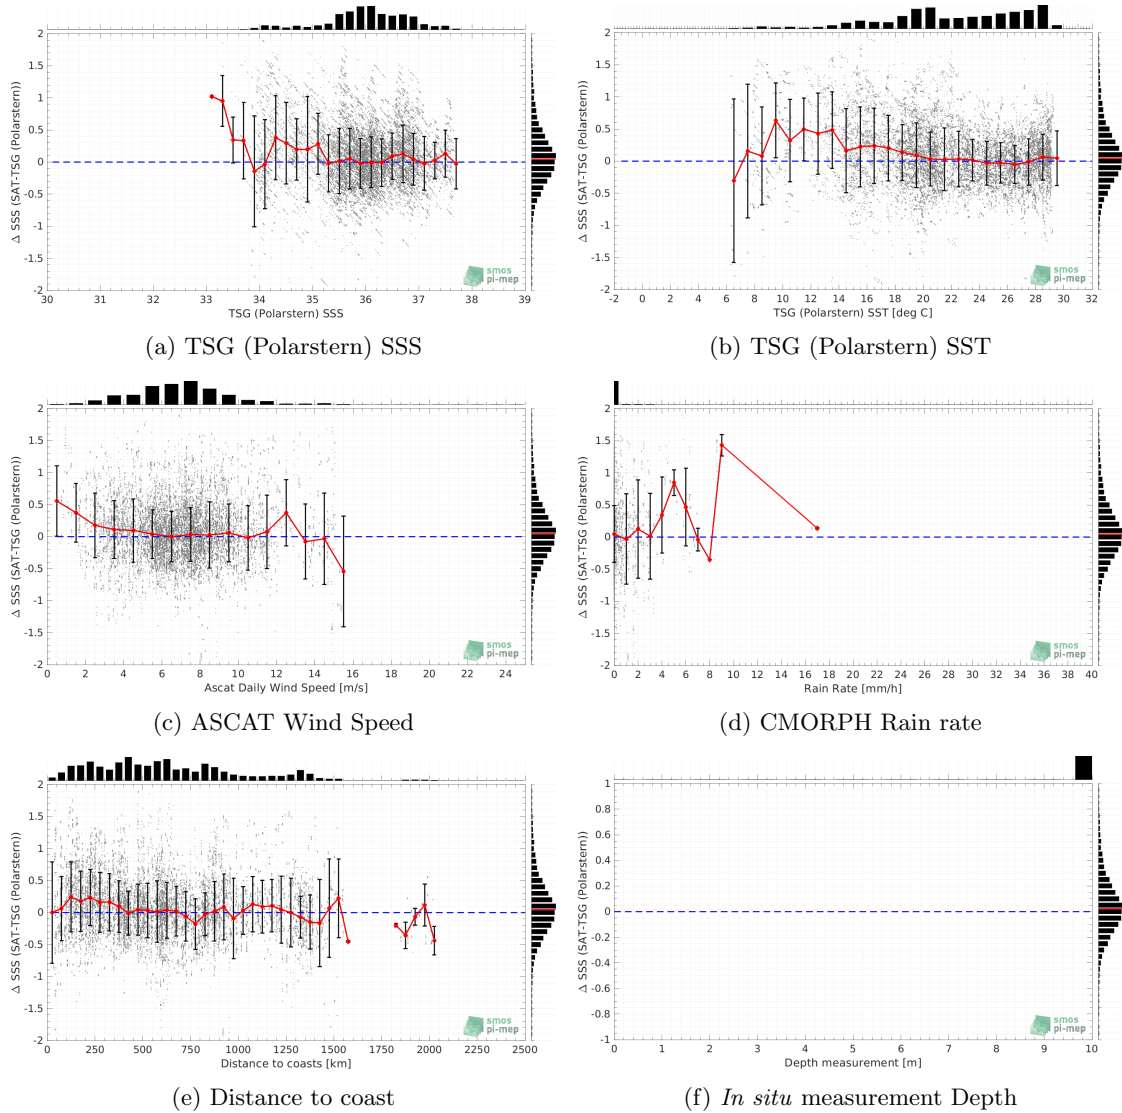 2
1.5
1
0.5
0
-0.5
-1
-1.5
-2
Δ SSS (SAT-TSG (Polarstern))
smos
pi-mep
30 31 32 33 34 35 36 37 38 39
TSG (Polarstern) SSS
(a) TSG (Polarstern) SSS
2
1.5
1
0.5
0
-0.5
-1
-1.5
-2
Δ SSS (SAT-TSG (Polarstern))
smos
pi-mep
-2 0 2 4 6 8 10 12 14 16 18 20 22 24 26 28 30 32
TSG (Polarstern) SST [deg C]
(b) TSG (Polarstern) SST
2
1.5
1
0.5
0
-0.5
-1
-1.5
-2
Δ SSS (SAT-TSG (Polarstern))
smos
pi-mep
0 2 4 6 8 10 12 14 16 18 20 22 24
Ascat Daily Wind Speed [m/s]
(c) ASCAT Wind Speed
2
1.5
1
0.5
0
-0.5
-1
-1.5
-2
Δ SSS (SAT-TSG (Polarstern))
smos
pi-mep
0 2 4 6 8 10 12 14 16 18 20 22 24 26 28 30 32 34 36 38 40
Rain Rate [mm/h]
(d) CMORPH Rain rate
2
1.5
1
0.5
0
-0.5
-1
-1.5
-2
Δ SSS (SAT-TSG (Polarstern))
smos
pi-mep
0 250 500 750 1000 1250 1500 1750 2000 2250 2500
Distance to coasts [km]
(e) Distance to coast
1
0.8
0.6
0.4
0.2
0
-0.2
-0.4
-0.6
-0.8
-1
Δ SSS (SAT-TSG (Polarstern))
smos
pi-mep
0 1 2 3 4 5 6 7 8 9 10
Depth measurement [m]
(f) In situ measurement Depth